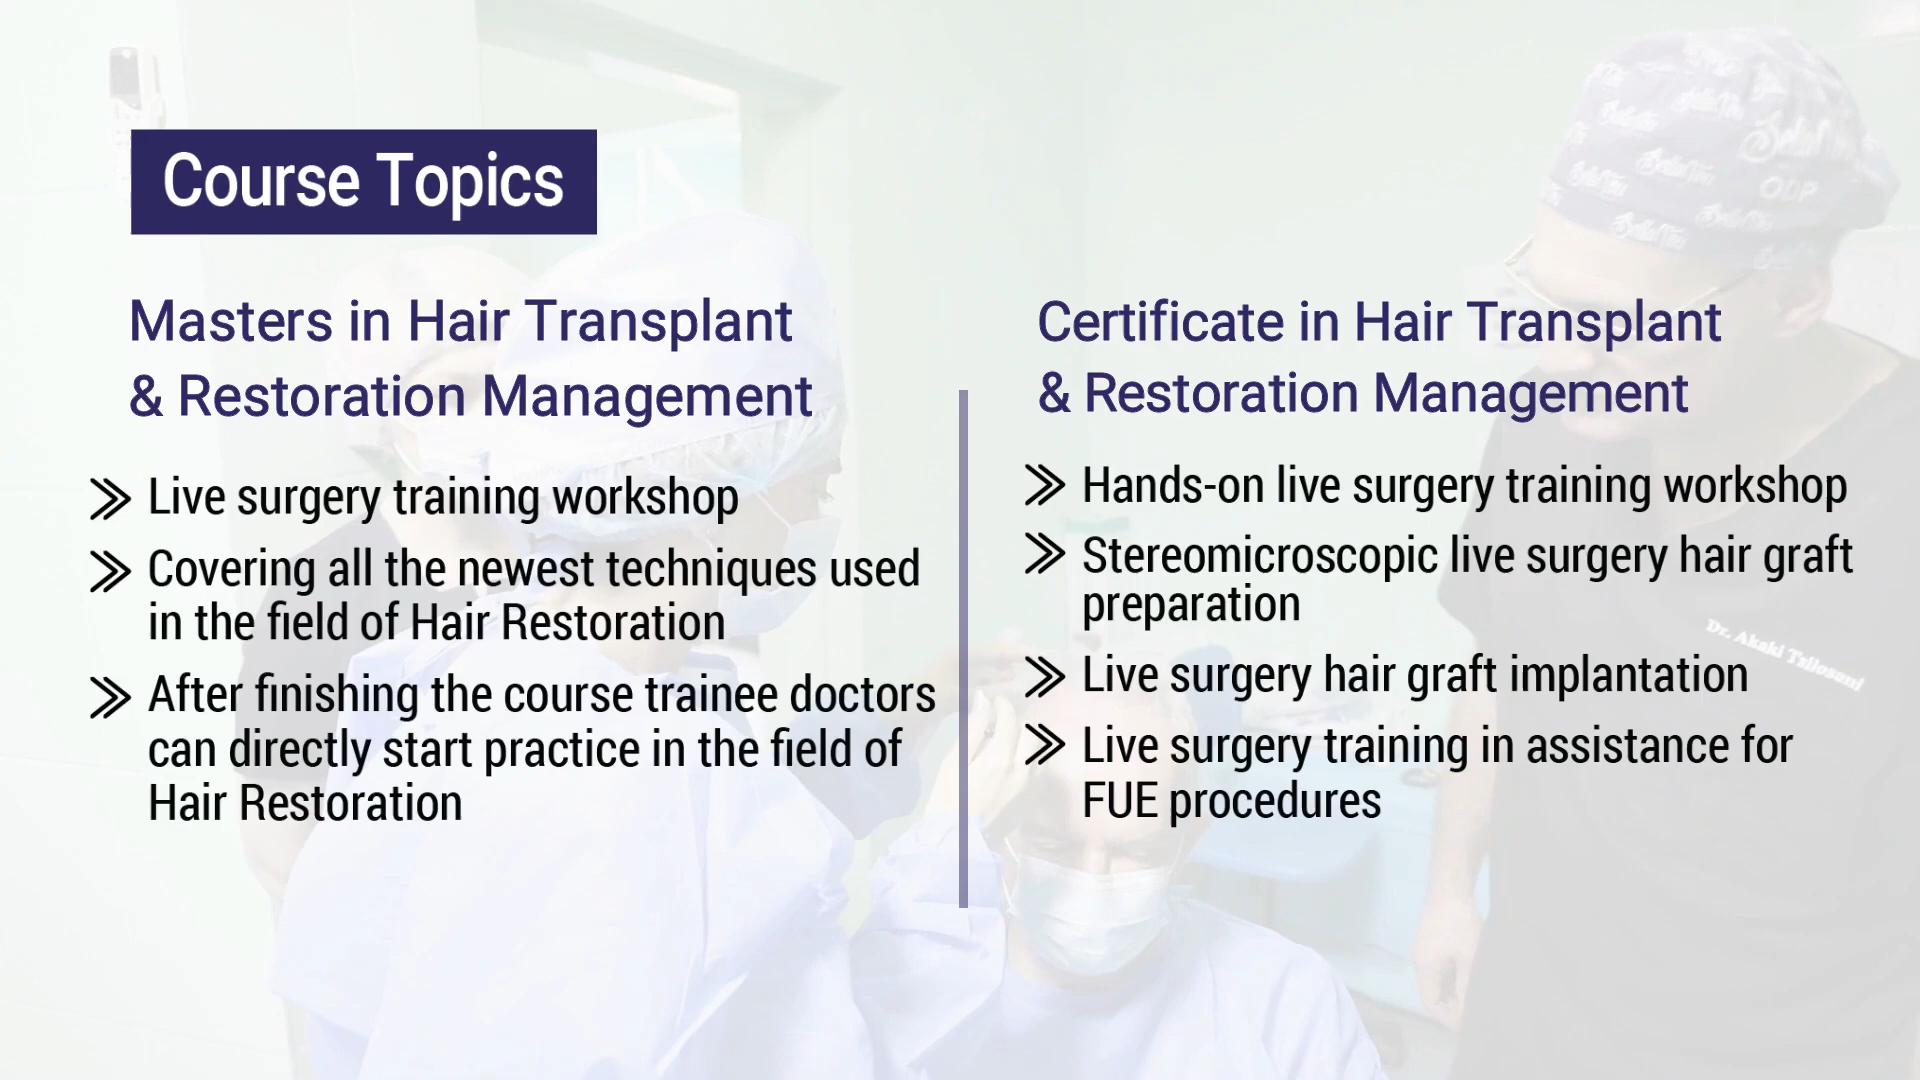 Course Topics
Masters in Hair Transplant
& Restoration Management
Live surgery training workshop
Covering all the newest techniques used
in the field of Hair Restoration
After finishing the course trainee doctors
can directly start practice in the field of
Hair Restoration
Certificate in Hair Transplant
& Restoration Management
Hands-on live surgery training workshop
Stereomicroscopic live surgery hair graft
preparation
Live surgery hair graft implantation
Live surgery training in assistance for
FUE procedures
Dr. Akaki Tsilosani